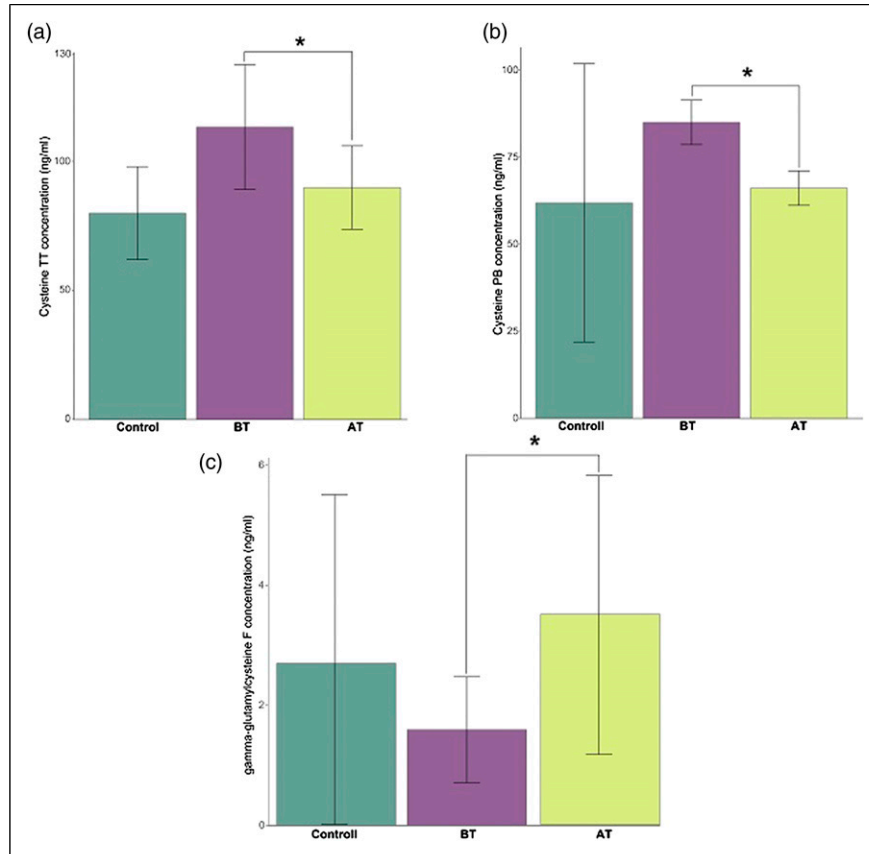 (a)
*
130
100
50
0
Cysteine TT concentration (ng/ml)
Control
BT
AT
(b)
*
100
75
50
25
0
Cysteine PB concentration (ng/ml)
Controll
BT
AT
(c)
*
6
4
2
0
gamma-glutamylcysteine F concentration (ng/ml)
Controll
BT
AT